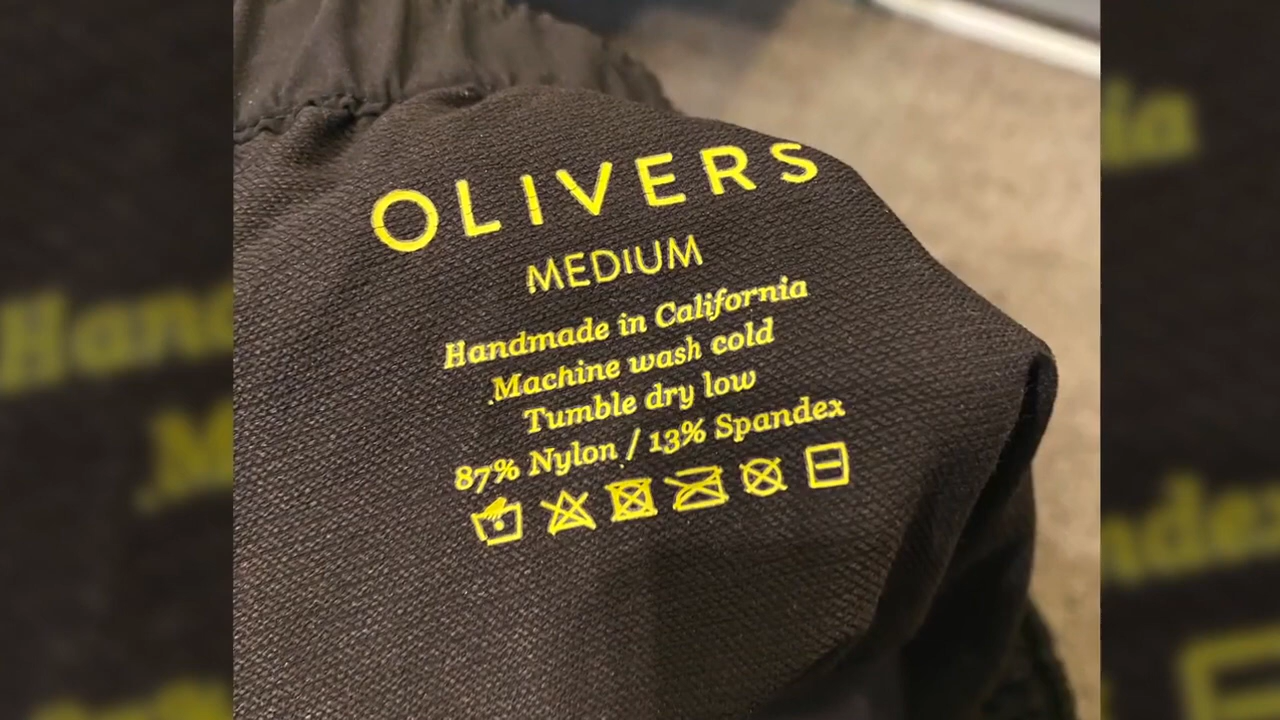 OLIVERS
MEDIUM
Handmade in California
Machine wash cold
Tumble dry low
87% Nylon / 13% Spandex